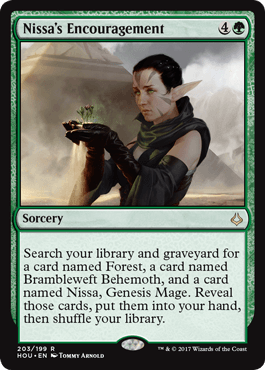 Nissa's Encouragement 4
Sorcery
Search your library and graveyard for
a card named Forest, a card named
Brambleweft Behemoth, and a card
named Nissa, Genesis Mage. Reveal
those cards, put them into your hand,
then shuffle your library.
203/199 R
HOU • EN TOMMY ARNOLD
™ & © 2017 Wizards of the Coast